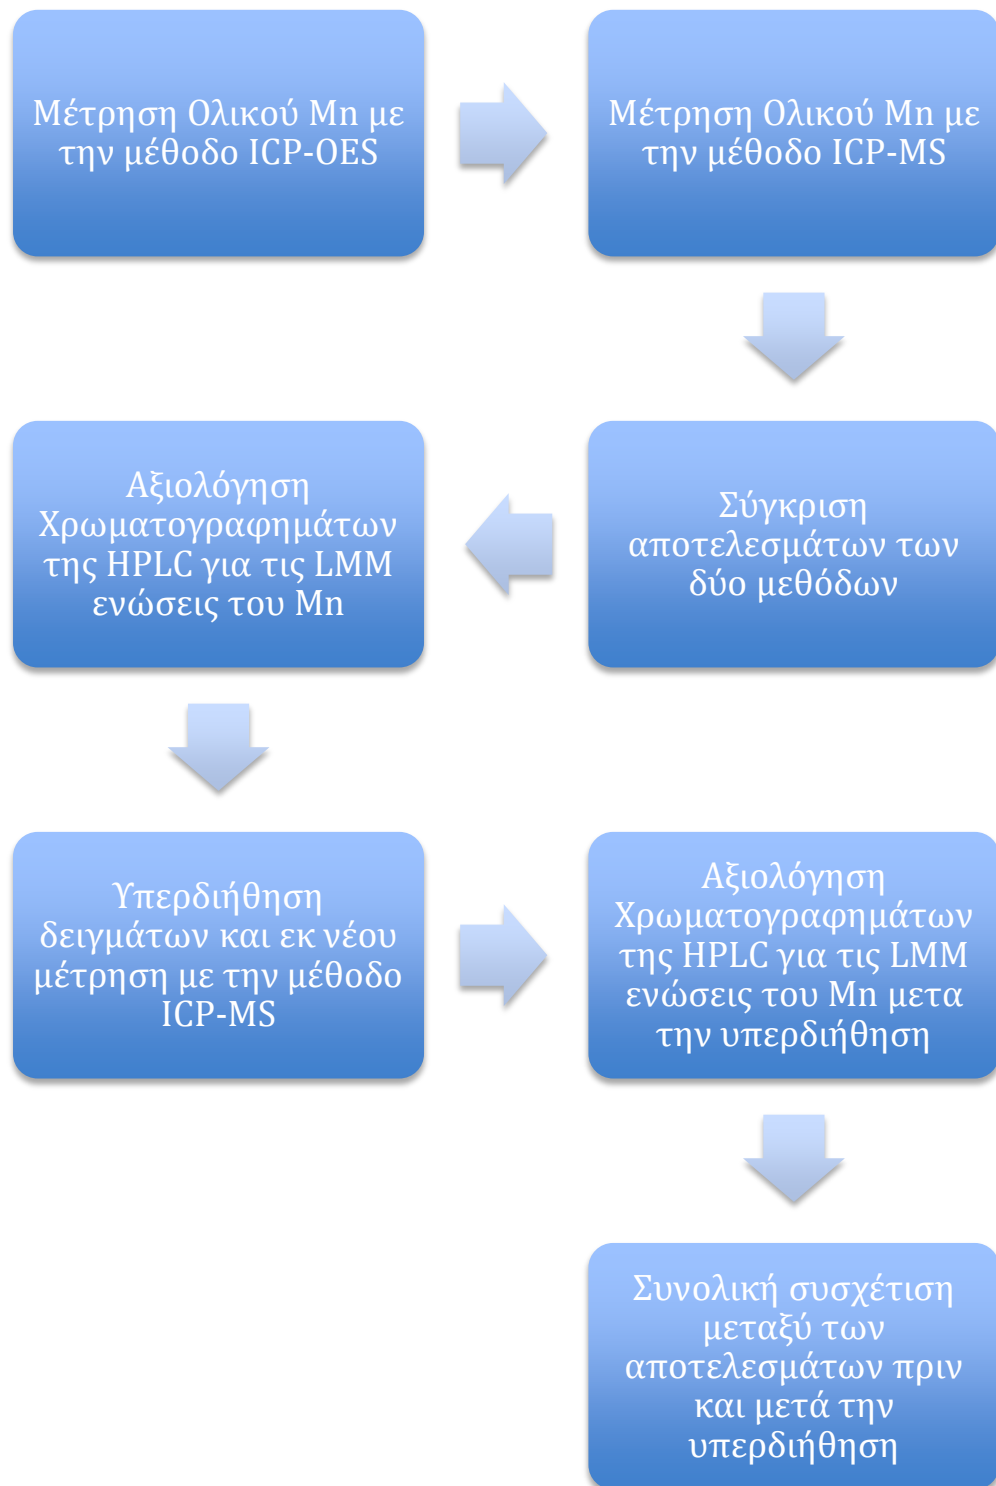 Μέτρηση Ολικού Mn με
την μέθοδο ICP-OES
Μέτρηση Ολικού Mn με
την μέθοδο ICP-MS
Σύγκριση
αποτελεσμάτων των
δύο μεθόδων
Αξιολόγηση
Χρωματογραφημάτων
της HPLC για τις LMM
ενώσεις του Mn
Υπερδιήθηση
δειγμάτων και εκ νέου
μέτρηση με την μέθοδο
ICP-MS
Αξιολόγηση
Χρωματογραφημάτων
της HPLC για τις LMM
ενώσεις του Mn μετα
την υπερδιήθηση
Συνολική συσχέτιση
μεταξύ των
αποτελεσμάτων πριν
και μετά την
υπερδιήθηση